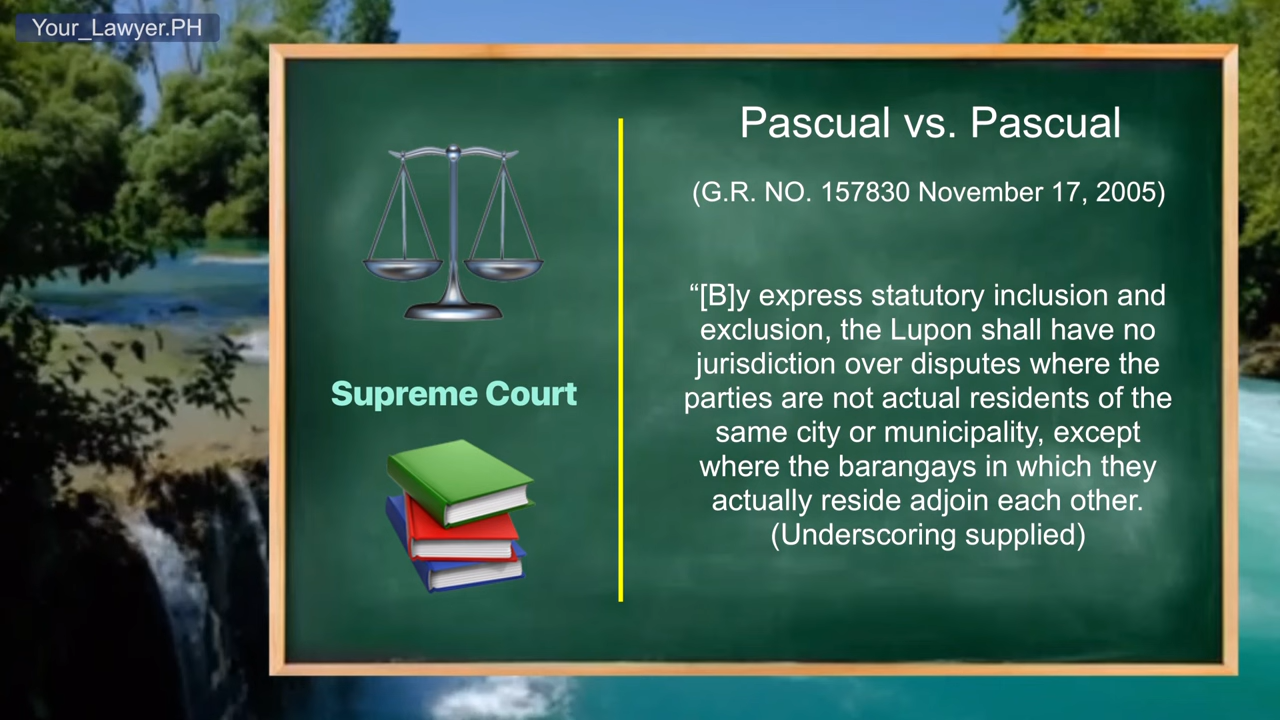 Your_Lawyer.PH
Supreme Court
Pascual vs. Pascual
(G.R. NO. 157830 November 17, 2005)
“[B]y express statutory inclusion and
exclusion, the Lupon shall have no
jurisdiction over disputes where the
parties are not actual residents of the
same city or municipality, except
where the barangays in which they
actually reside adjoin each other.
(Underscoring supplied)